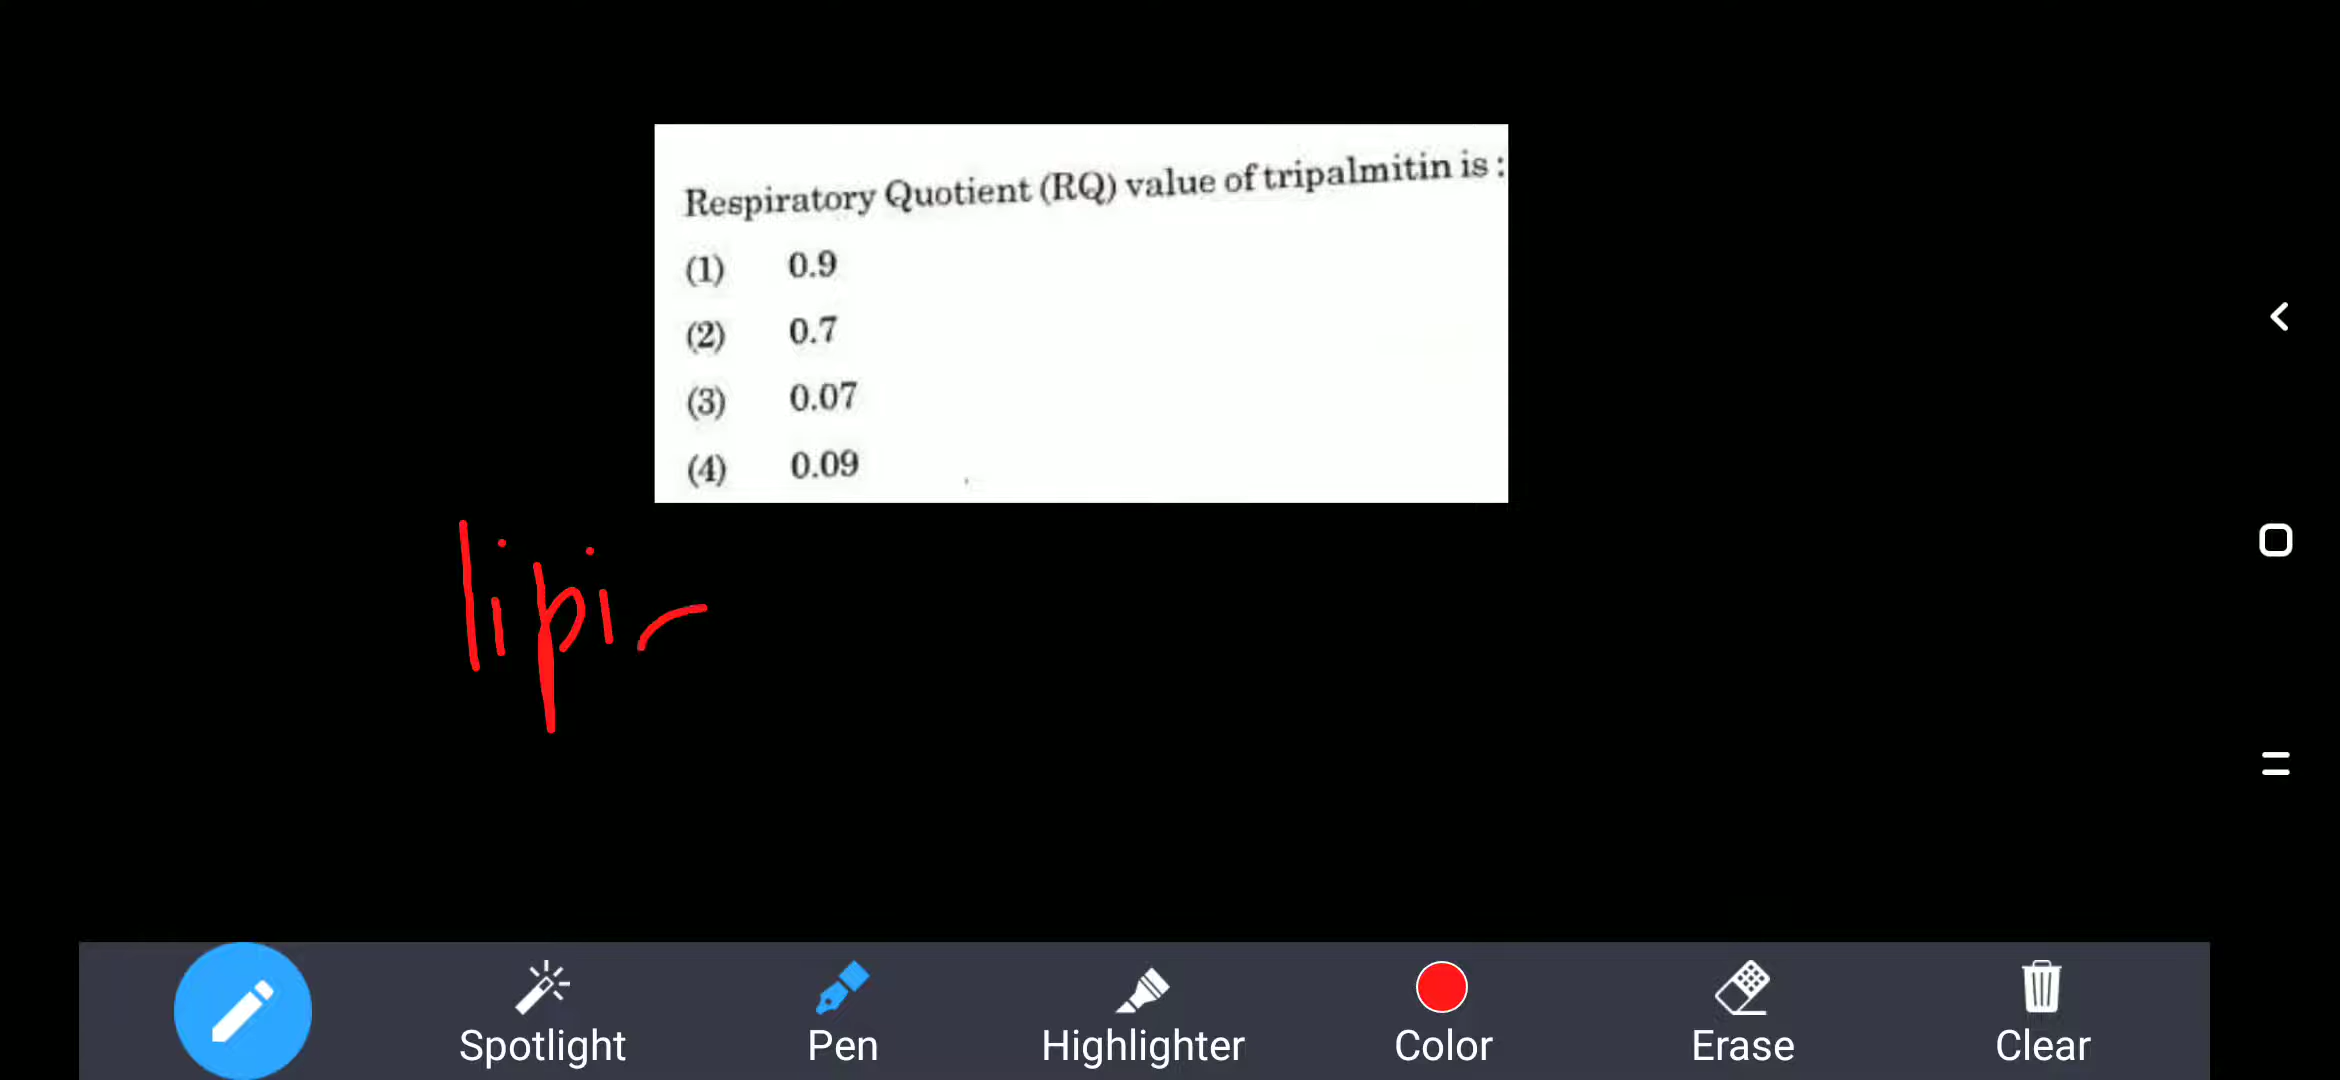 Respiratory Quotient (RQ) value of tripalmitin is :
(1) 0.9
(2) 0.7
(3) 0.07
(4) 0.09
lipi
Spotlight Pen Highlighter Color Erase Clear